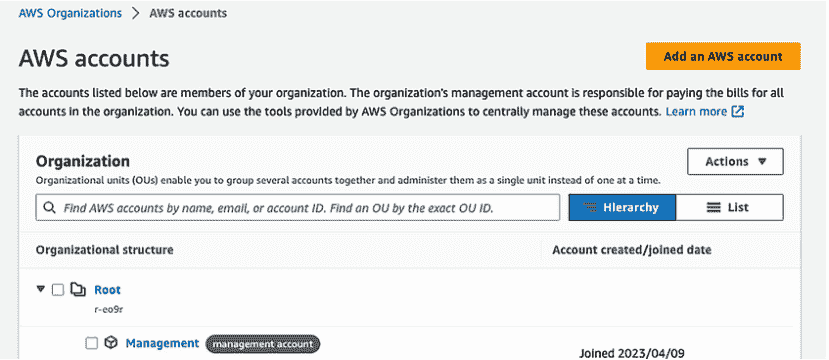 AWS Organizations > AWS accounts
AWS accounts
Add an AWS account
The accounts listed below are members of your organization. The organization's management account is responsible for paying the bills for all
accounts in the organization. You can use the tools provided by AWS Organizations to centrally manage these accounts. Learn more
Organization
Actions
Organizational units (OUs) enable you to group several accounts together and administer them as a single unit instead of one at a time.
Find AWS accounts by name, email, or account ID. Find an OU by the exact OU ID.
Hierarchy
List
Organizational structure
Account created/joined date
Root
r-eo9r
Management management account
Joined 2023/04/09